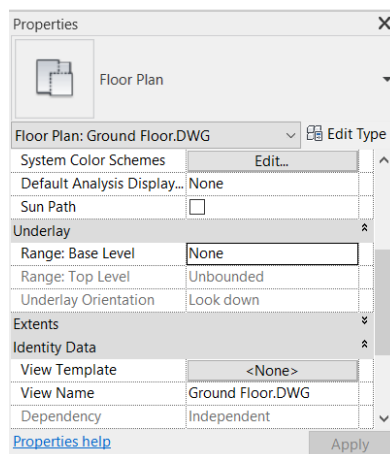 Properties
Floor Plan
Floor Plan: Ground Floor.DWG Edit Type
System Color Schemes Edit...
Default Analysis Display... None
Sun Path
Underlay
Range: Base Level None
Range: Top Level Unbounded
Underlay Orientation Look down
Extents
Identity Data
View Template <None>
View Name Ground Floor.DWG
Dependency Independent
Properties help Apply